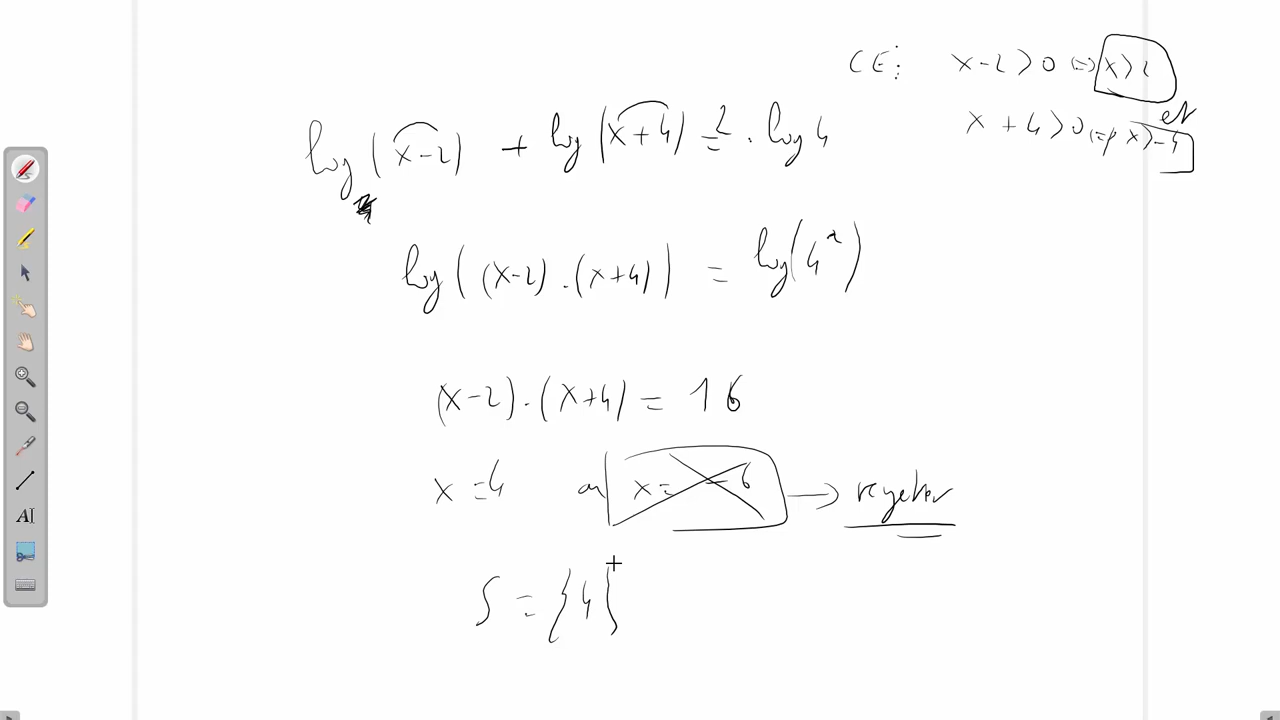 CE: x-2 > 0 (=) x > 2
et
x + 4 > 0 (=) x > -4
log (x-2) + log (x+4) = 2 . log 4
log ( (x-2) . (x+4) ) = log (4²)
(x-2) . (x+4) = 16
x = 4 ou x = -6 →
S = {4}
AI